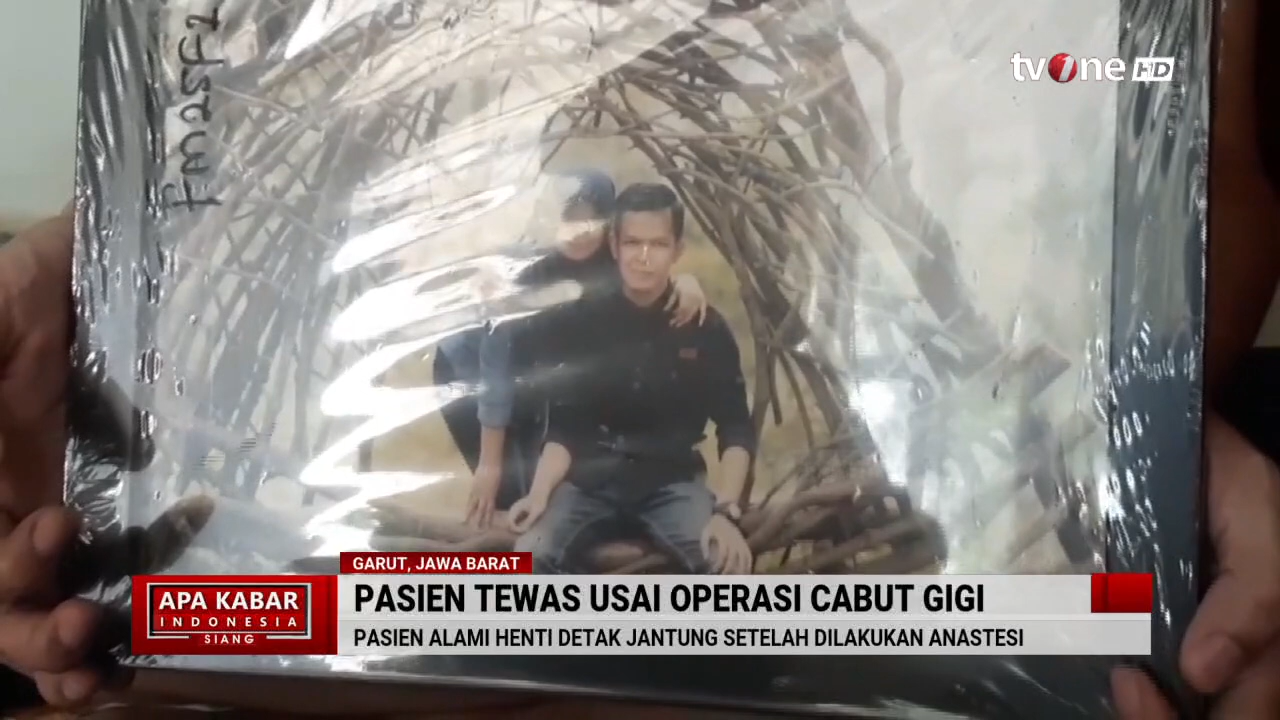 tvOne HD
GARUT, JAWA BARAT
APA KABAR
INDONESIA
SIANG
PASIEN TEWAS USAI OPERASI CABUT GIGI
PASIEN ALAMI HENTI DETAK JANTUNG SETELAH DILAKUKAN ANASTESI